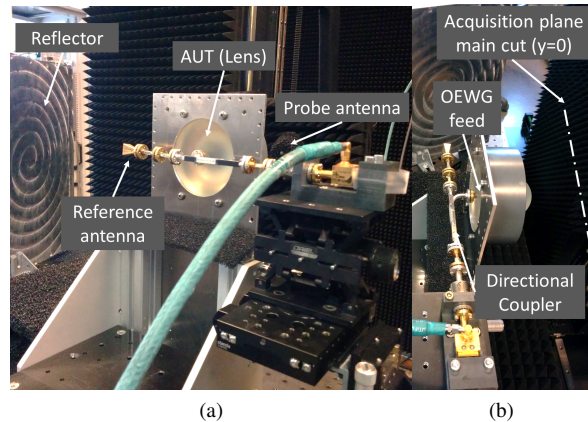 Reflector
AUT (Lens)
Probe antenna
Reference
antenna
(a)
Acquisition plane
main cut (y=0)
OEWG
feed
Directional
Coupler
(b)